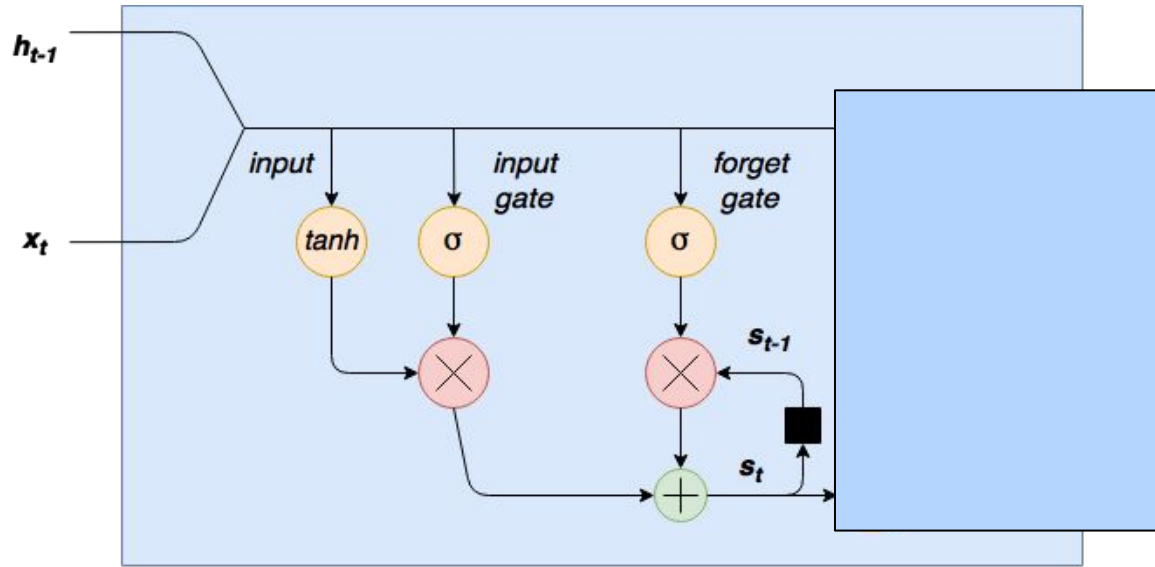 h_{t-1}
x_t
input
input
gate
forget
gate
tanh
σ
σ
s_{t-1}
s_t